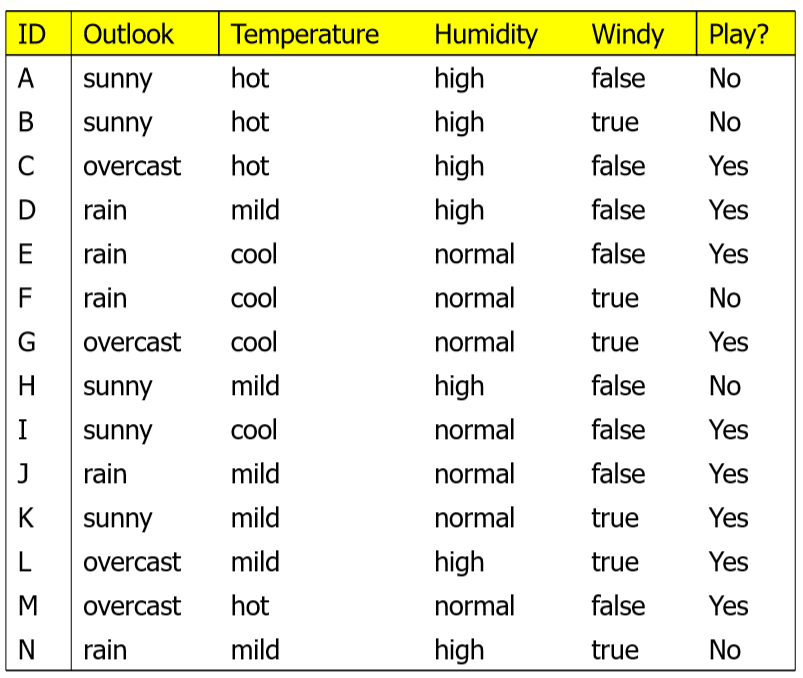 ID Outlook Temperature Humidity Windy Play?
A sunny hot high false No
B sunny hot high true No
C overcast hot high false Yes
D rain mild high false Yes
E rain cool normal false Yes
F rain cool normal true No
G overcast cool normal true Yes
H sunny mild high false No
I sunny cool normal false Yes
J rain mild normal false Yes
K sunny mild normal true Yes
L overcast mild high true Yes
M overcast hot normal false Yes
N rain mild high true No